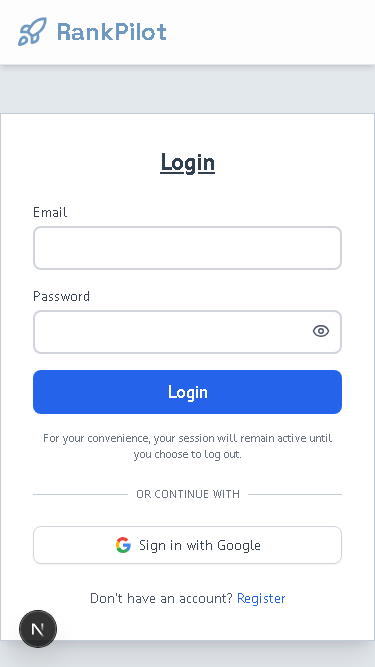 RankPilot
Login
Email
Password
Login
For your convenience, your session will remain active until
you choose to log out.
OR CONTINUE WITH
Sign in with Google
Don't have an account? Register
N